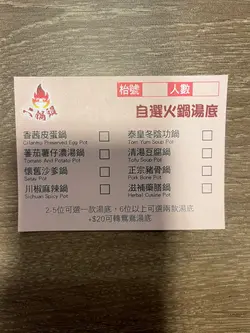 枱號 人數
自選火鍋湯底
香茜皮蛋鍋
Cilantro Preserved Egg Pot
泰皇冬陰功鍋
Tom Yum Soup Pot
蕃茄薯仔濃湯鍋
Tomato And Potato Pot
清湯豆腐鍋
Tofu Soup Pot
懷舊沙爹鍋
Satay Pot
正宗豬骨鍋
Pork Bone Pot
川椒麻辣鍋
Sichuan Spicy Pot
滋補藥膳鍋
Herbal Cuisine Pot
2-5位可選一款湯底，6位以上可選兩款湯底
+$20可轉鴛鴦湯底